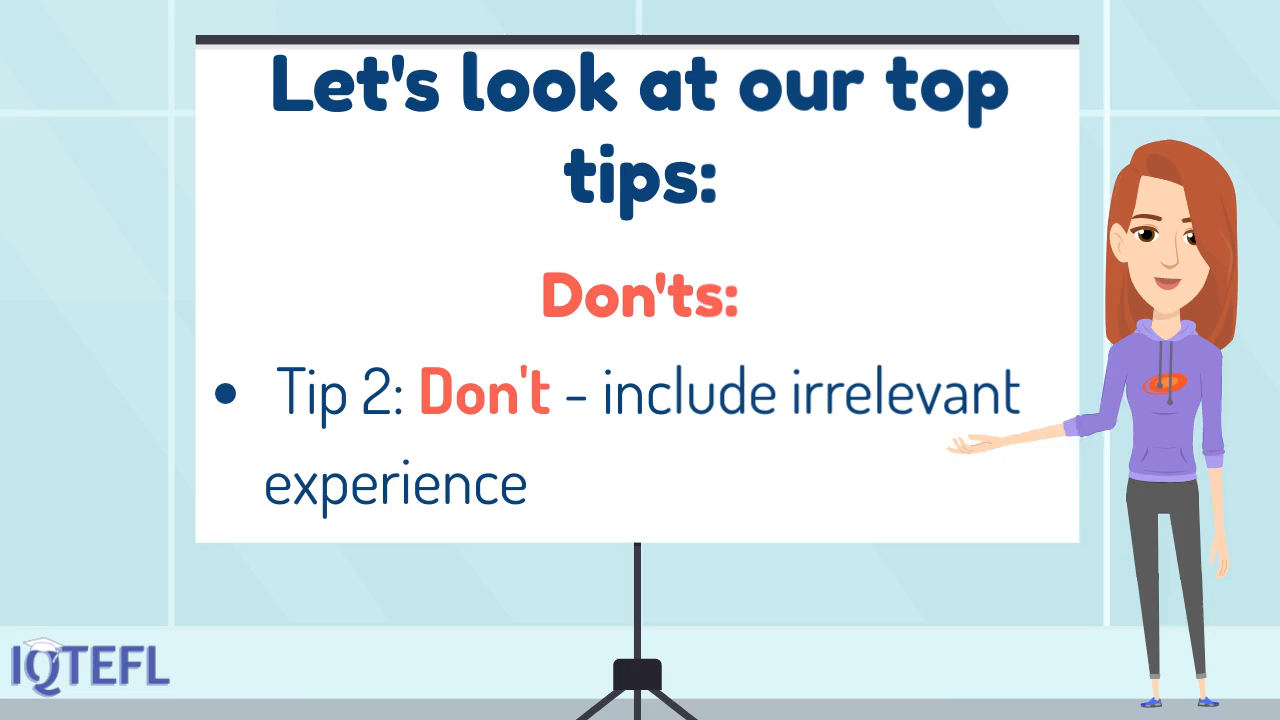 Let's look at our top
tips:
Don'ts:
• Tip 2: Don't - include irrelevant
experience
IQTEFL